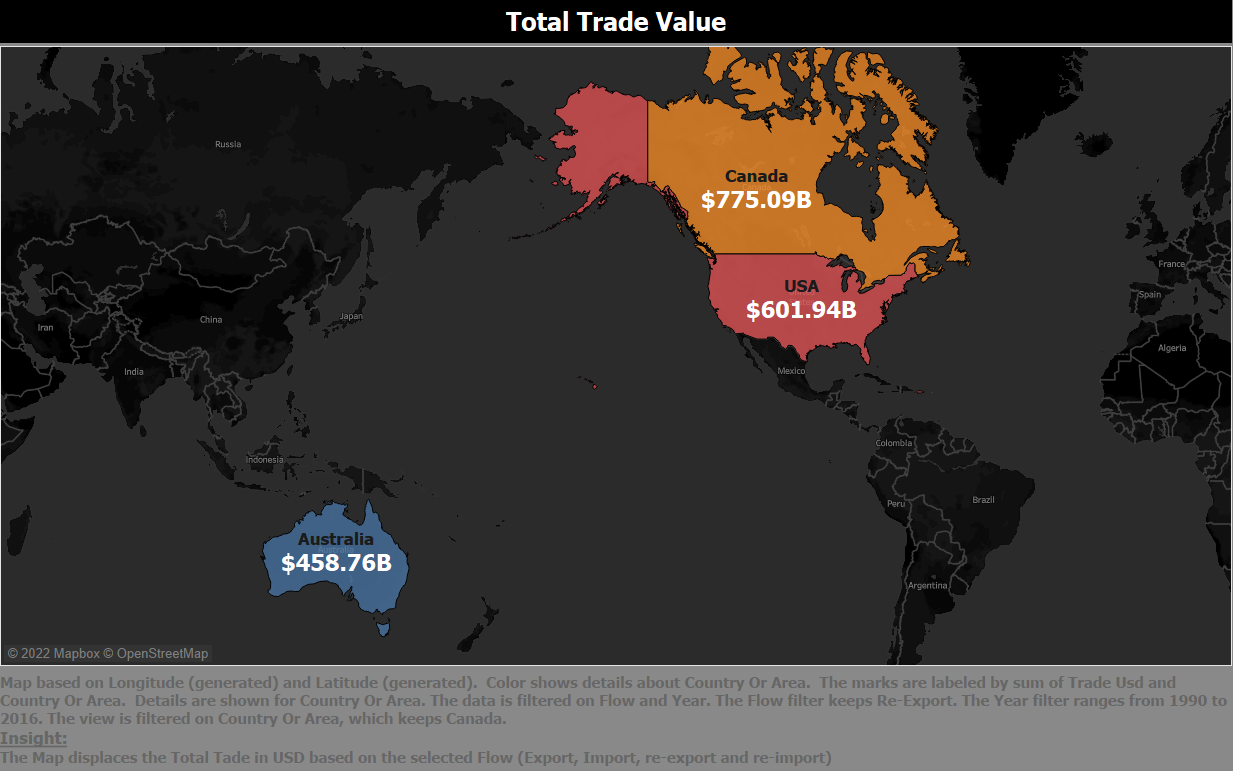 Total Trade Value
Russia
Canada
$775.09B
France
USA
$601.94B
Spain
Iran
China
Japan
Algeria
India
Mexico
Colombia
Indonesia
Peru
Brazil
Australia
$458.76B
Argentina
© 2022 Mapbox © OpenStreetMap
Map based on Longitude (generated) and Latitude (generated).  Color shows details about Country Or Area.  The marks are labeled by sum of Trade Usd and
Country Or Area.  Details are shown for Country Or Area. The data is filtered on Flow and Year. The Flow filter keeps Re-Export. The Year filter ranges from 1990 to
2016. The view is filtered on Country Or Area, which keeps Canada.
Insight:
The Map displaces the Total Tade in USD based on the selected Flow (Export, Import, re-export and re-import)